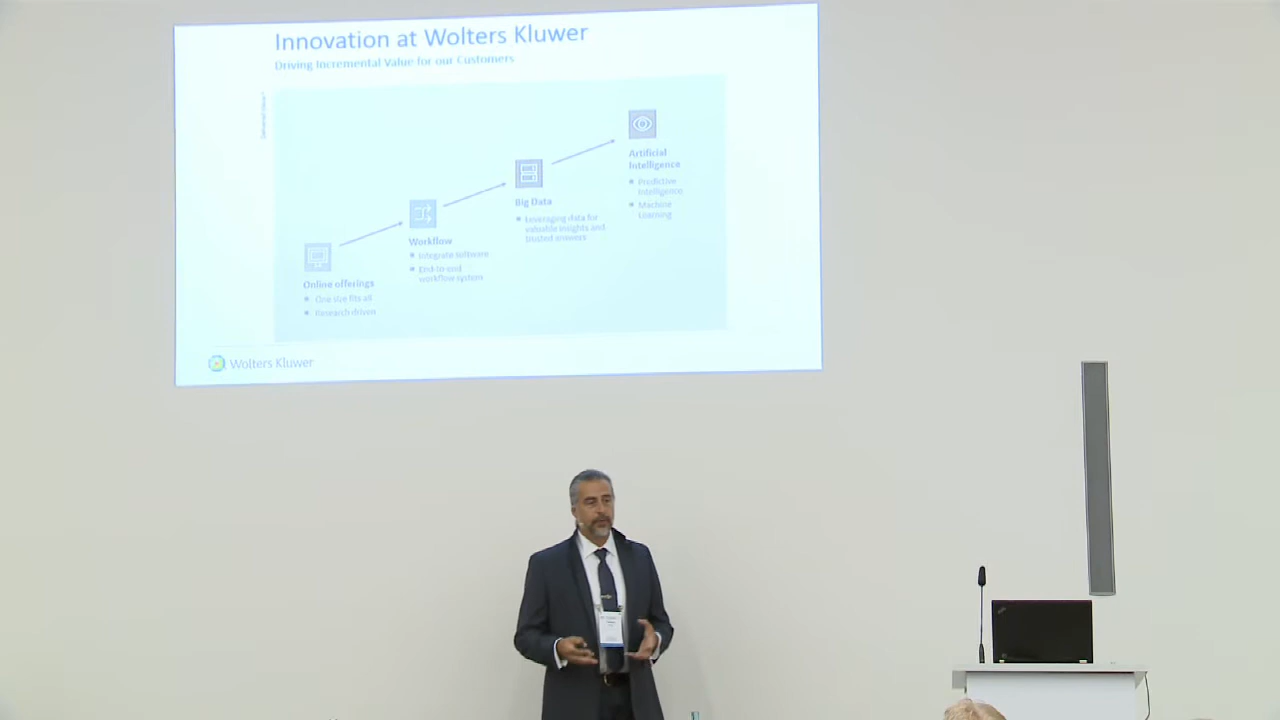 Innovation at Wolters Kluwer
Driving Incremental Value for our Customers
Artificial
Intelligence
Predictive
Intelligence
Machine
Learning
Big Data
Leveraging data for
valuable insights and
trusted answers
Workflow
Integrate software
End-to-end
workflow system
Online offerings
One size fits all
Research driven
Wolters Kluwer